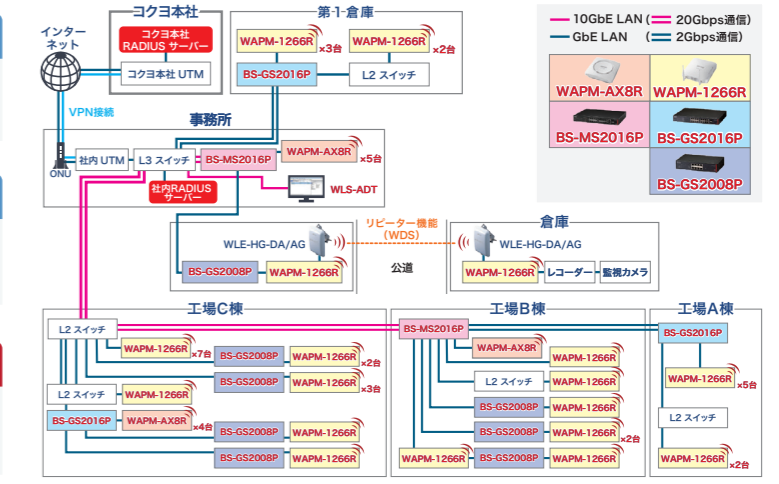 コクヨ本社
コクヨ本社
RADIUS サーバー
コクヨ本社 UTM
インター
ネット
VPN接続
第1倉庫
WAPM-1266R
×3台
WAPM-1266R
×2台
BS-GS2016P
L2 スイッチ
10GbE LAN
20Gbps通信)
GbE LAN
2Gbps通信)
WAPM-AX8R
WAPM-1266R
BS-MS2016P
BS-GS2016P
BS-GS2008P
事務所
ONU
社内 UTM
L3 スイッチ
BS-MS2016P
WAPM-AX8R
×5台
社内RADIUS
サーバー
WLS-ADT
WLE-HG-DA/AG
BS-GS2008P
WAPM-1266R
リピーター機能
(WDS)
公道
倉庫
WLE-HG-DA/AG
WAPM-1266R
レコーダー
監視カメラ
工場C棟
L2 スイッチ
WAPM-1266R
×7台
BS-GS2008P
WAPM-1266R
×2台
BS-GS2008P
WAPM-1266R
×3台
L2 スイッチ
WAPM-1266R
BS-GS2016P
WAPM-AX8R
×4台
BS-GS2008P
WAPM-1266R
BS-GS2008P
WAPM-1266R
工場B棟
BS-MS2016P
WAPM-AX8R
WAPM-1266R
L2 スイッチ
WAPM-1266R
BS-GS2008P
WAPM-1266R
BS-GS2008P
WAPM-1266R
×2台
WAPM-1266R
BS-GS2008P
WAPM-1266R
工場A棟
BS-GS2016P
WAPM-1266R
×5台
L2 スイッチ
WAPM-1266R
×2台